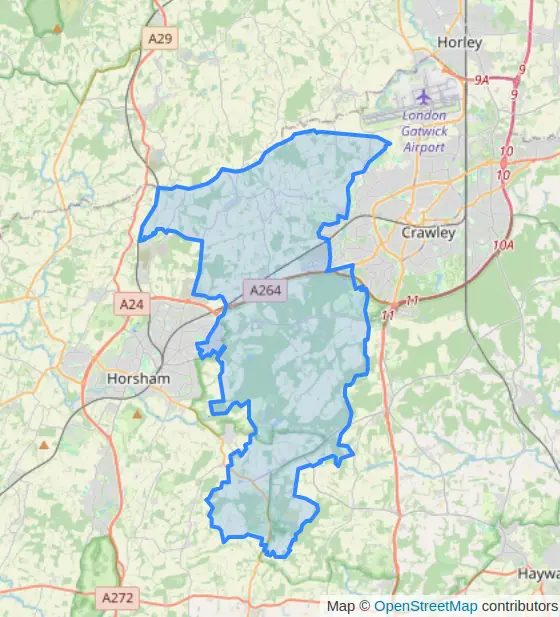 A29
Horley
9
9A
9
London
Gatwick
Airport
10
10
Crawley
10A
A264
A24
11
11
Horsham
Hayw
A272
Map © OpenStreetMap contributors